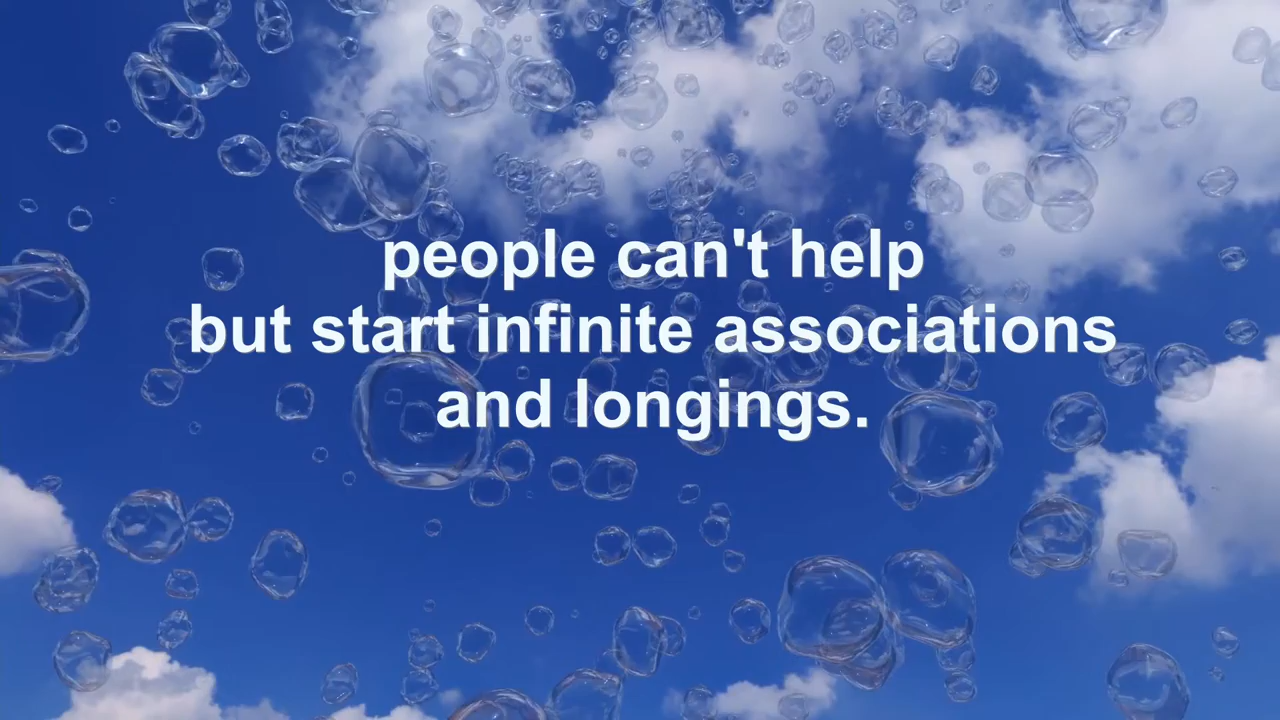 people can't help
but start infinite associations
and longings.